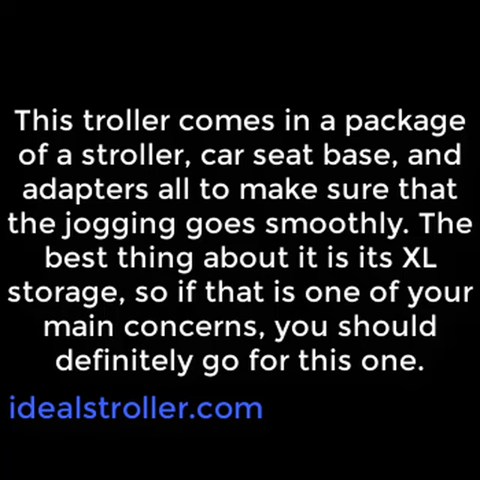 This troller comes in a package
of a stroller, car seat base, and
adapters all to make sure that
the jogging goes smoothly. The
best thing about it is its XL
storage, so if that is one of your
main concerns, you should
definitely go for this one.
idealstroller.com